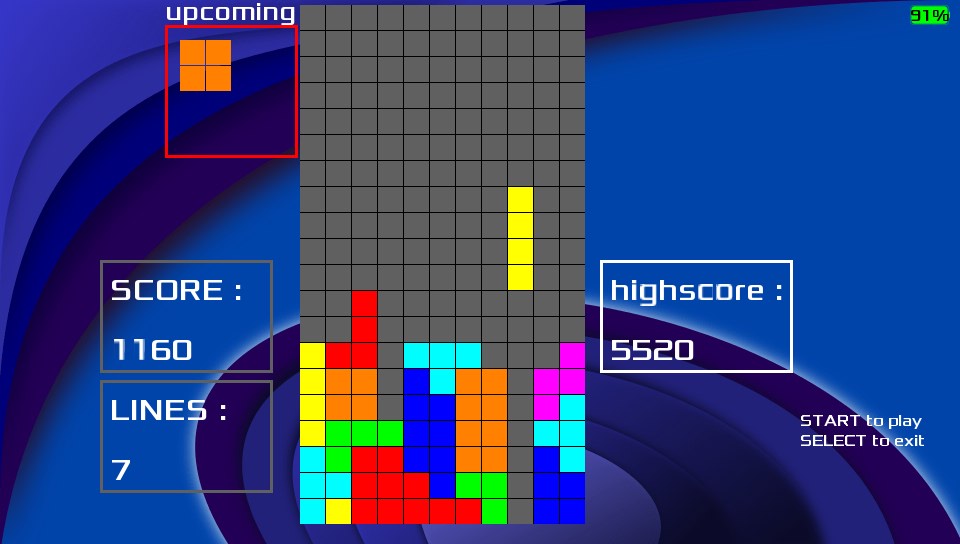 upcoming
91%
SCORE :
1160
LINES :
7
highscore :
5520
START to play
SELECT to exit